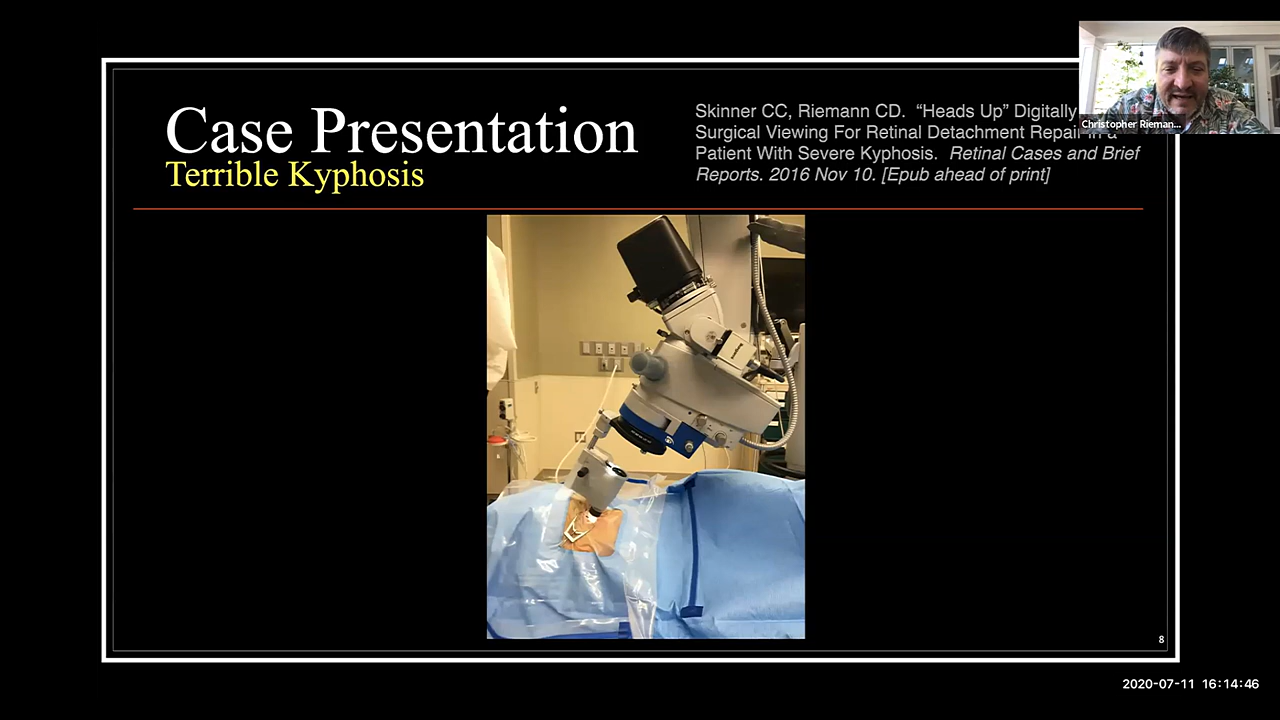 Case Presentation
Terrible Kyphosis
Skinner CC, Riemann CD. “Heads Up” Digitally
Surgical Viewing For Retinal Detachment Repair in a
Patient With Severe Kyphosis. Retinal Cases and Brief
Reports. 2016 Nov 10. [Epub ahead of print]
Christopher Rieman...
8
2020-07-11 16:14:46